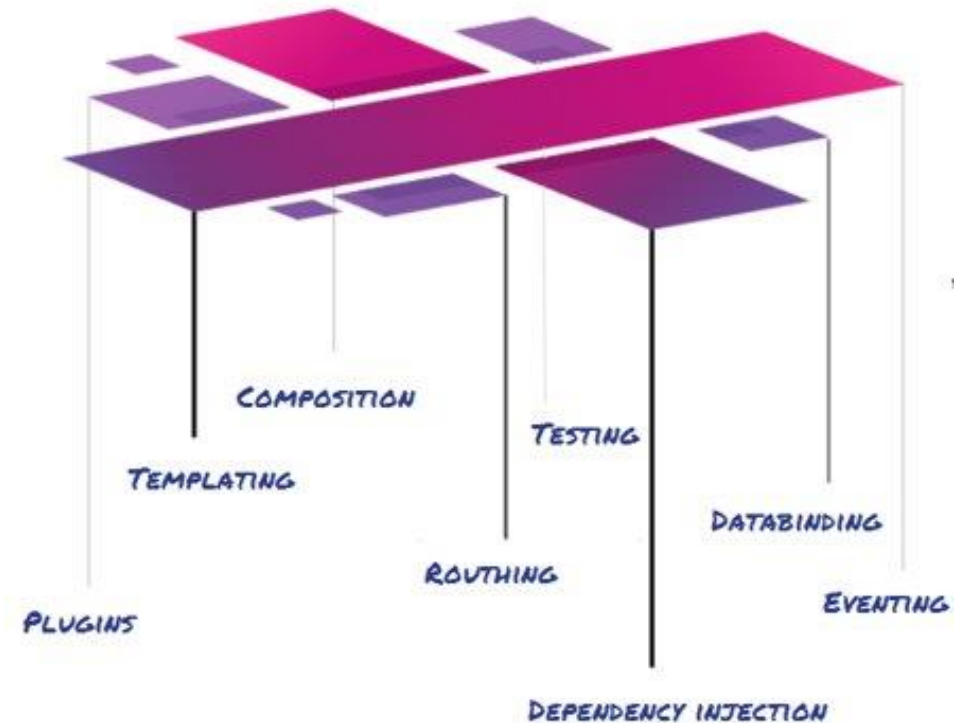 COMPOSITION
TESTING
TEMPLATING
DATABINDING
ROUTHING
EVENTING
PLUGINS
DEPENDENCY INJECTION